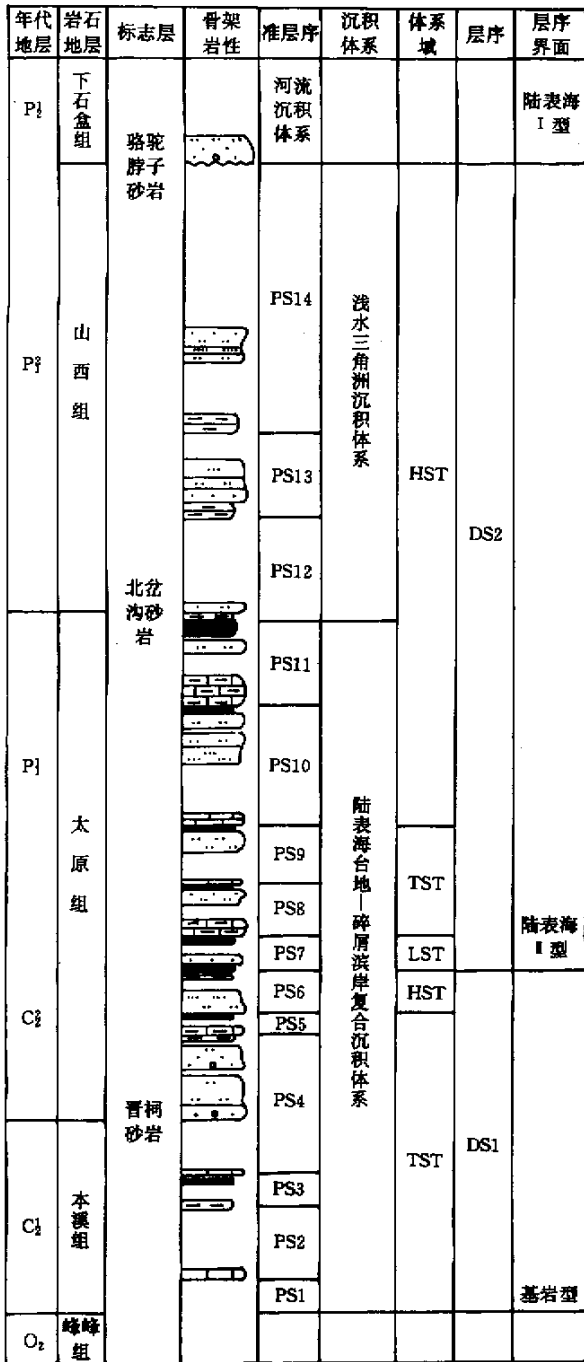 年代
地层
岩石
地层
标志层
骨架
岩性
准层序
沉积
体系
体系
域
层序
层序
界面
P₂¹
P₁²
P₁¹
C₂²
C₂¹
O₂
下
石
盒
组
山
西
组
太
原
组
本
溪
组
峰峰
组
骆驼
脖子
砂岩
北岔
沟砂
岩
晋祠
砂岩
河流
沉积
体系
PS14
PS13
PS12
PS11
PS10
PS9
PS8
PS7
PS6
PS5
PS4
PS3
PS2
PS1
浅水三角洲沉积体系
陆表海台地—碎屑滨岸复合沉积体系
HST
TST
LST
HST
TST
DS2
DS1
陆表海
Ⅰ型
陆表海
Ⅱ型
基岩型